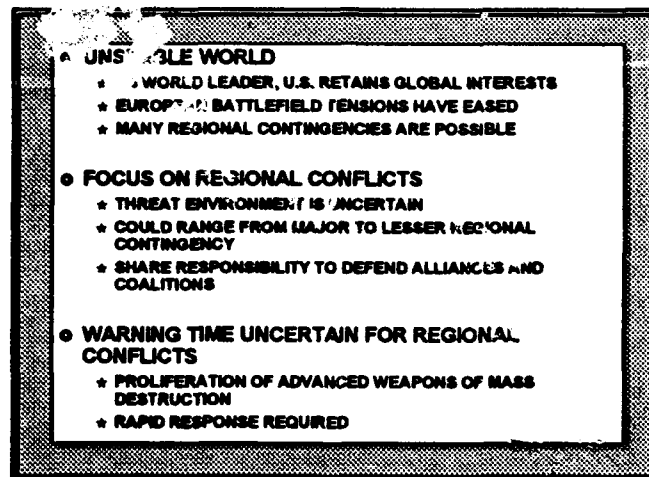 ● UNSTABLE WORLD
★ WORLD LEADER, U.S. RETAINS GLOBAL INTERESTS
★ EUROPEAN BATTLEFIELD TENSIONS HAVE EASED
★ MANY REGIONAL CONTINGENCIES ARE POSSIBLE
● FOCUS ON REGIONAL CONFLICTS
★ THREAT ENVIRONMENT IS UNCERTAIN
★ COULD RANGE FROM MAJOR TO LESSER REGIONAL
CONTINGENCY
★ SHARE RESPONSIBILITY TO DEFEND ALLIANCES AND
COALITIONS
● WARNING TIME UNCERTAIN FOR REGIONAL
CONFLICTS
★ PROLIFERATION OF ADVANCED WEAPONS OF MASS
DESTRUCTION
★ RAPID RESPONSE REQUIRED